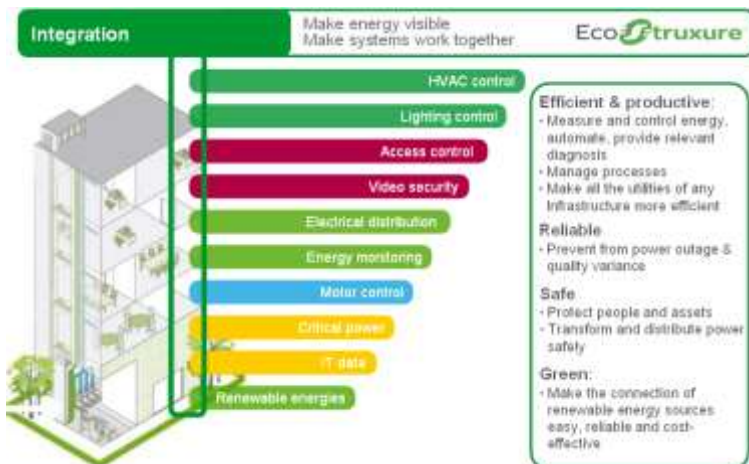 Integration
Make energy visible
Make systems work together
EcoStruxure
HVAC control
Lighting control
Access control
Video security
Electrical distribution
Energy monitoring
Motor control
Critical power
IT data
Renewable energies
Efficient & productive:
• Measure and control energy,
automate, provide relevant
diagnosis
• Manage processes
• Make all the utilities of any
Infrastructure more efficient
Reliable
• Prevent from power outage &
quality variance
Safe
• Protect people and assets
• Transform and distribute power
safely
Green:
• Make the connection of
renewable energy sources
easy, reliable and cost-
effective